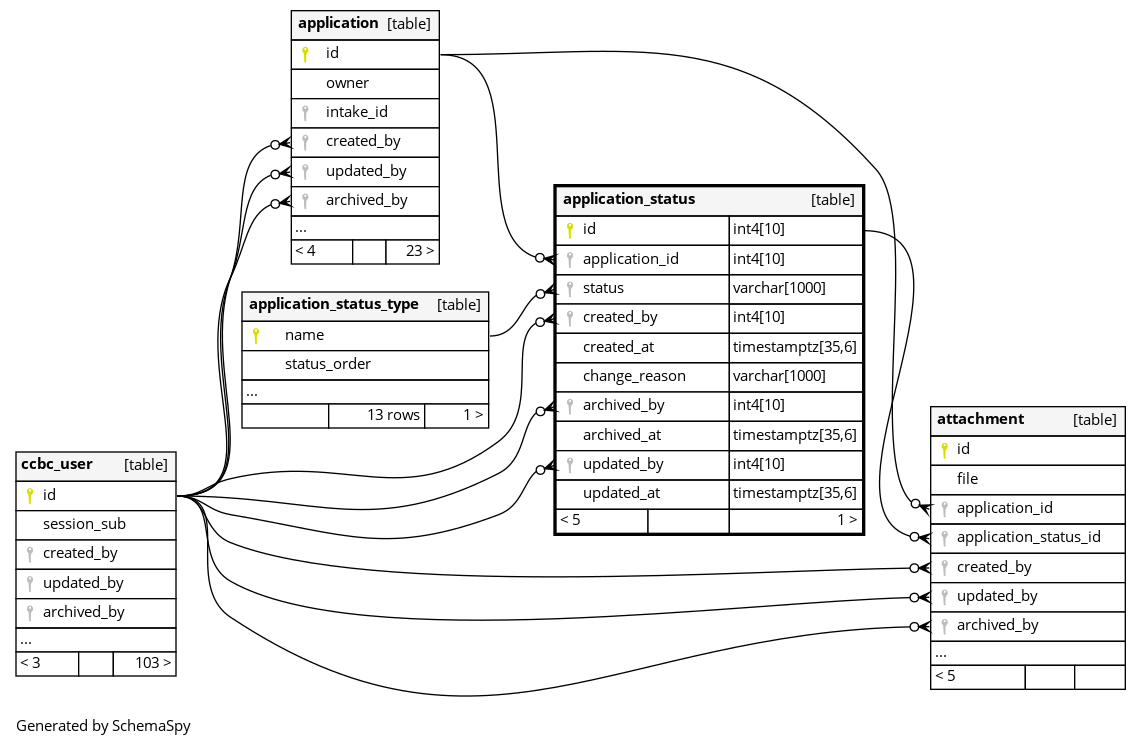 application [table]
id
owner
intake_id
created_by
updated_by
archived_by
...
< 4 23 >
application_status [table]
id int4[10]
application_id int4[10]
status varchar[1000]
created_by int4[10]
created_at timestamptz[35,6]
change_reason varchar[1000]
archived_by int4[10]
archived_at timestamptz[35,6]
updated_by int4[10]
updated_at timestamptz[35,6]
< 5 1 >
application_status_type [table]
name
status_order
...
13 rows 1 >
attachment [table]
id
file
application_id
application_status_id
created_by
updated_by
archived_by
...
< 5
ccbc_user [table]
id
session_sub
created_by
updated_by
archived_by
...
< 3 103 >
Generated by SchemaSpy